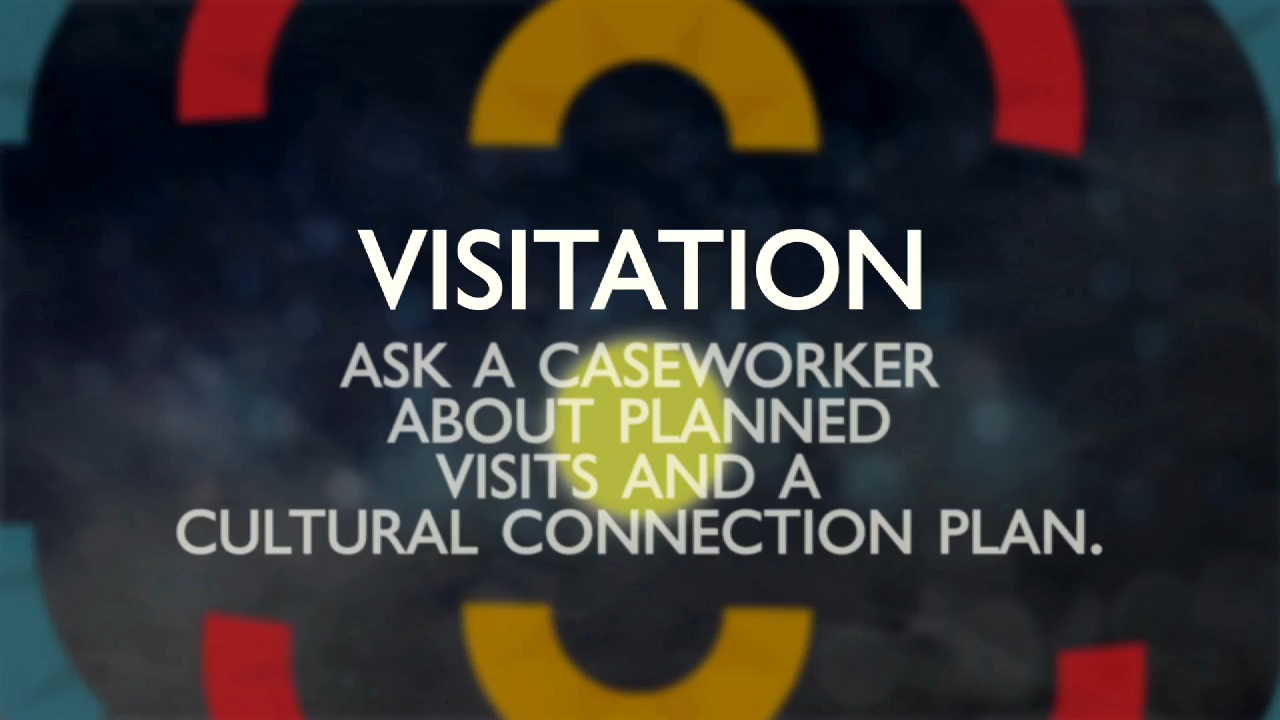 VISITATION
ASK A CASEWORKER
ABOUT PLANNED
VISITS AND A
CULTURAL CONNECTION PLAN.